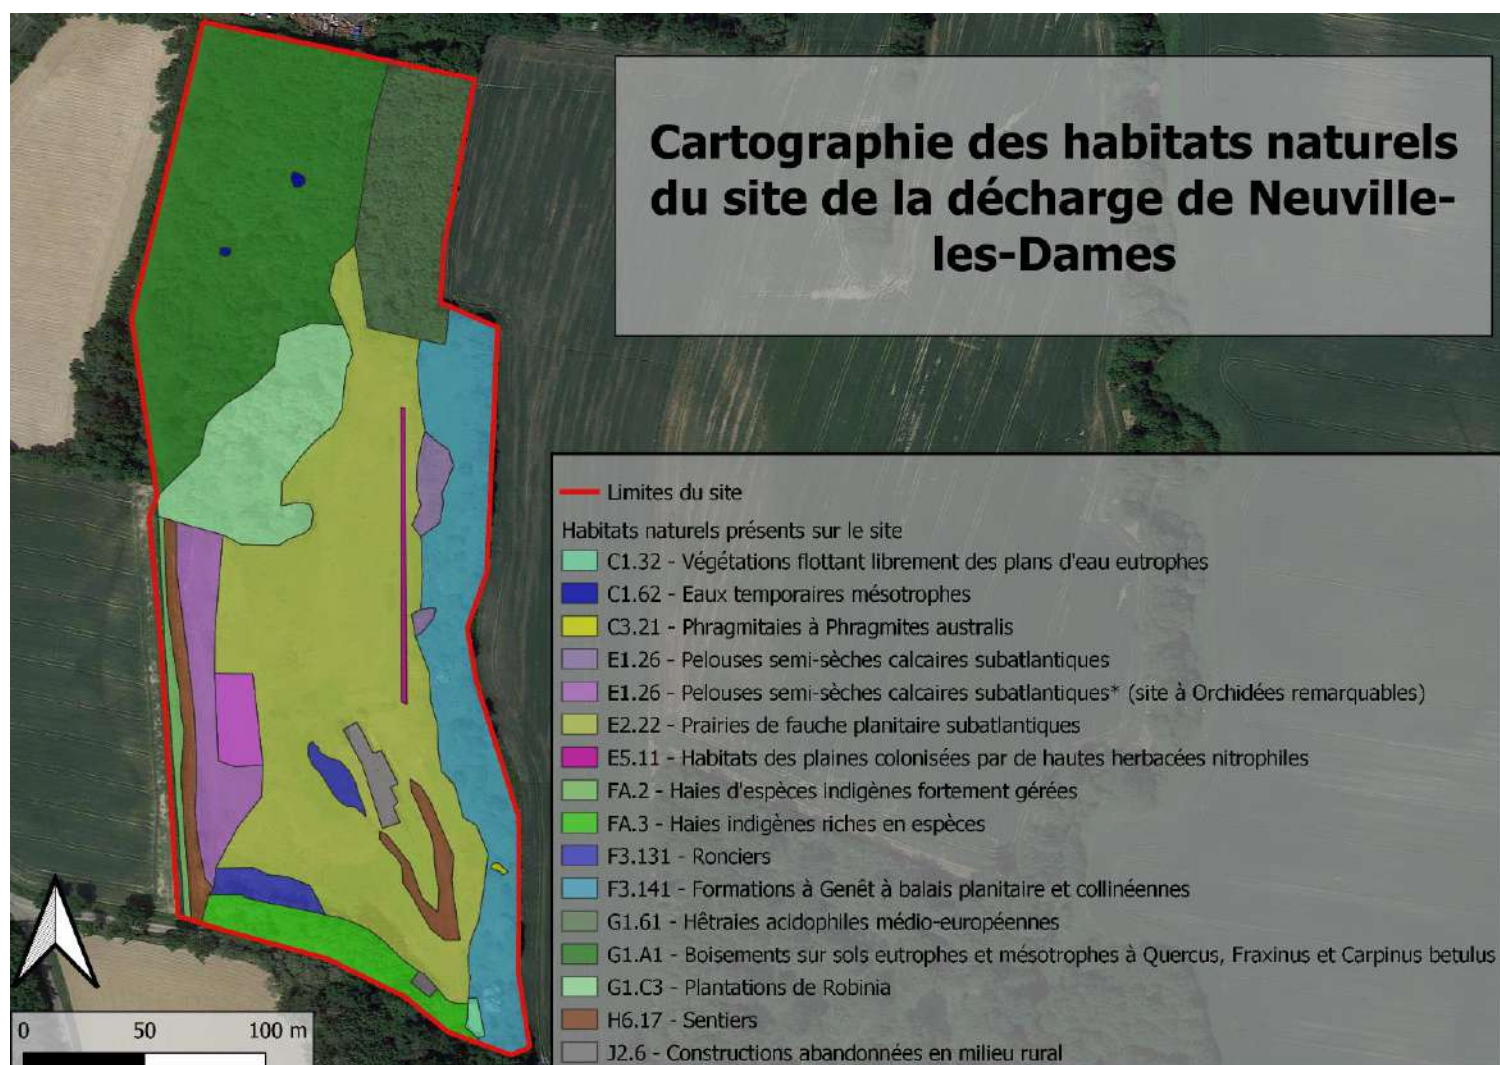 Cartographie des habitats naturels
du site de la décharge de Neuville-
les-Dames
Limites du site
Habitats naturels présents sur le site
C1.32 - Végétations flottant librement des plans d'eau eutrophes
C1.62 - Eaux temporaires mésotrophes
C3.21 - Phragmitaies à Phragmites australis
E1.26 - Pelouses semi-sèches calcaires subatlantiques
E1.26 - Pelouses semi-sèches calcaires subatlantiques* (site à Orchidées remarquables)
E2.22 - Prairies de fauche planitaire subatlantiques
E5.11 - Habitats des plaines colonisées par de hautes herbacées nitrophiles
FA.2 - Haies d'espèces indigènes fortement gérées
FA.3 - Haies indigènes riches en espèces
F3.131 - Ronciers
F3.141 - Formations à Genêt à balais planitaire et collinéennes
G1.61 - Hêtraies acidophiles médio-européennes
G1.A1 - Boisements sur sols eutrophes et mésotrophes à Quercus, Fraxinus et Carpinus betulus
G1.C3 - Plantations de Robinia
H6.17 - Sentiers
J2.6 - Constructions abandonnées en milieu rural
0 50 100 m